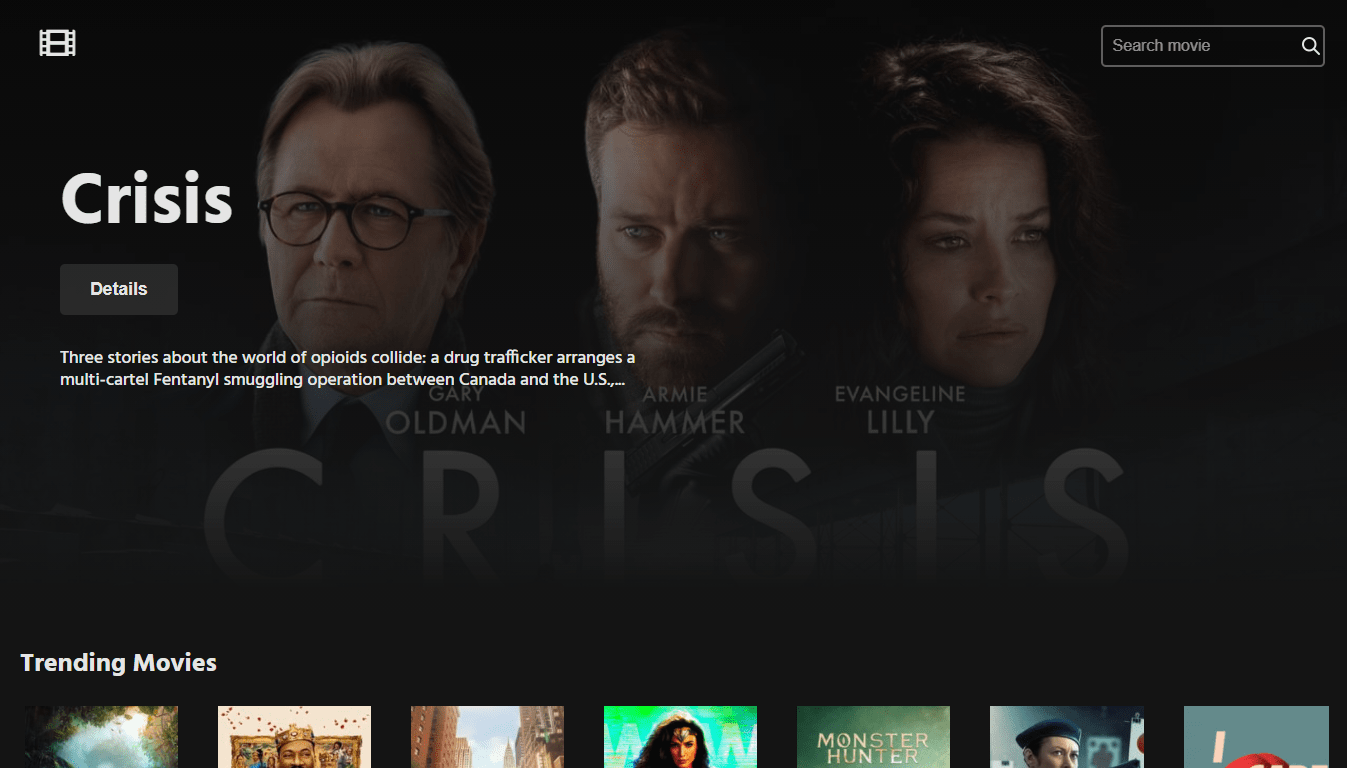 Search movie
Crisis
Details
Three stories about the world of opioids collide: a drug trafficker arranges a
multi-cartel Fentanyl smuggling operation between Canada and the U.S.,...
GARY
OLDMAN
ARMIE
HAMMER
EVANGELINE
LILLY
CRISIS
Trending Movies
MONSTER
HUNTER
I